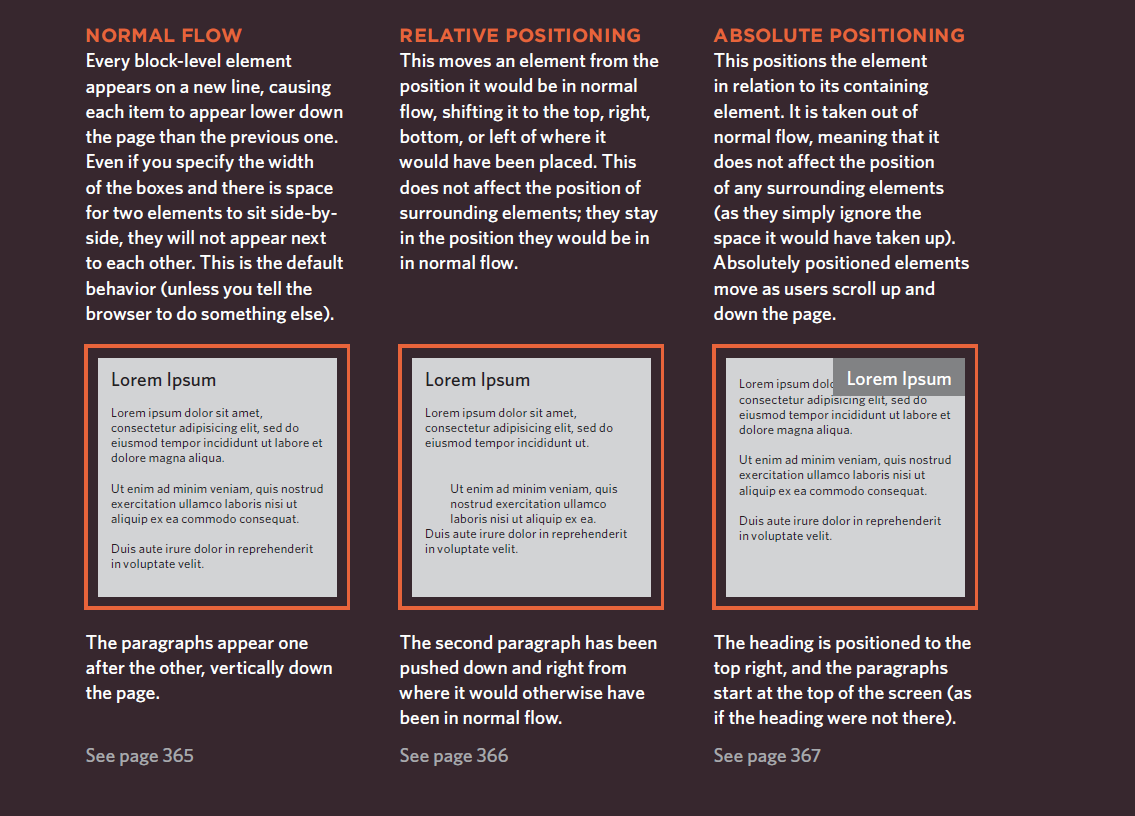 NORMAL FLOW
Every block-level element
appears on a new line, causing
each item to appear lower down
the page than the previous one.
Even if you specify the width
of the boxes and there is space
for two elements to sit side-by-
side, they will not appear next
to each other. This is the default
behavior (unless you tell the
browser to do something else).
Lorem Ipsum
Lorem ipsum dolor sit amet,
consectetur adipisicing elit, sed do
eiusmod tempor incididunt ut labore et
dolore magna aliqua.
Ut enim ad minim veniam, quis nostrud
exercitation ullamco laboris nisi ut
aliquip ex ea commodo consequat.
Duis aute irure dolor in reprehenderit
in voluptate velit.
The paragraphs appear one
after the other, vertically down
the page.
See page 365
RELATIVE POSITIONING
This moves an element from the
position it would be in normal
flow, shifting it to the top, right,
bottom, or left of where it
would have been placed. This
does not affect the position of
surrounding elements; they stay
in the position they would be in
in normal flow.
Lorem Ipsum
Lorem ipsum dolor sit amet,
consectetur adipisicing elit, sed do
eiusmod tempor incididunt ut.
Ut enim ad minim veniam, quis
nostrud exercitation ullamco
laboris nisi ut aliquip ex ea.
Duis aute irure dolor in reprehenderit
in voluptate velit.
The second paragraph has been
pushed down and right from
where it would otherwise have
been in normal flow.
See page 366
ABSOLUTE POSITIONING
This positions the element
in relation to its containing
element. It is taken out of
normal flow, meaning that it
does not affect the position
of any surrounding elements
(as they simply ignore the
space it would have taken up).
Absolutely positioned elements
move as users scroll up and
down the page.
Lorem Ipsum
Lorem ipsum
consectetur adipisicing elit, sed do
eiusmod tempor incididunt ut labore et
dolore magna aliqua.
Ut enim ad minim veniam, quis nostrud
exercitation ullamco laboris nisi ut
aliquip ex ea commodo consequat.
Duis aute irure dolor in reprehenderit
in voluptate velit.
The heading is positioned to the
top right, and the paragraphs
start at the top of the screen (as
if the heading were not there).
See page 367